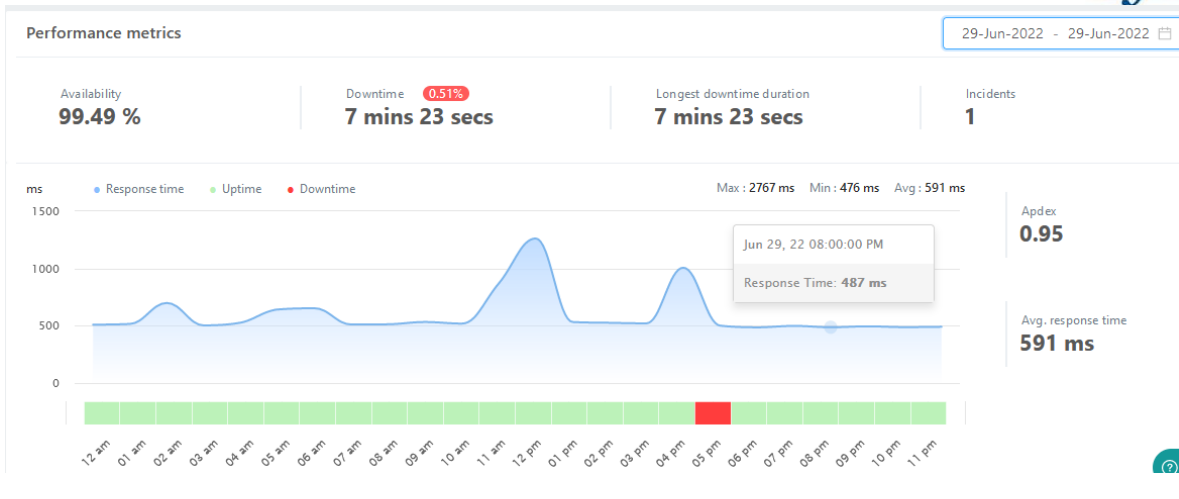 Performance metrics
29-Jun-2022 - 29-Jun-2022
Availability
99.49 %
Downtime 0.51%
7 mins 23 secs
Longest downtime duration
7 mins 23 secs
Incidents
1
ms
Response time Uptime Downtime
Max : 2767 ms Min : 476 ms Avg : 591 ms
1500
1000
500
0
Jun 29, 22 08:00:00 PM
Response Time: 487 ms
12 am 01 am 02 am 03 am 04 am 05 am 06 am 07 am 08 am 09 am 10 am 11 am 12 pm 01 pm 02 pm 03 pm 04 pm 05 pm 06 pm 07 pm 08 pm 09 pm 10 pm 11 pm
Apdex
0.95
Avg. response time
591 ms